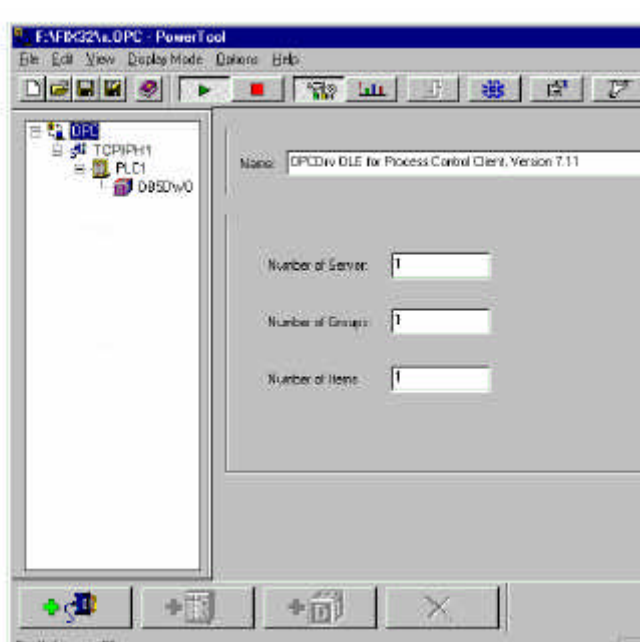 F:\FIX32\a.OPC - PowerTool
File Edit View Display Mode Options Help
OPC
TCPIPH1
PLC1
DB5DW0
Name: OPCDrv OLE for Process Control Client, Version 7.11
Number of Server: 1
Number of Groups: 1
Number of Items: 1